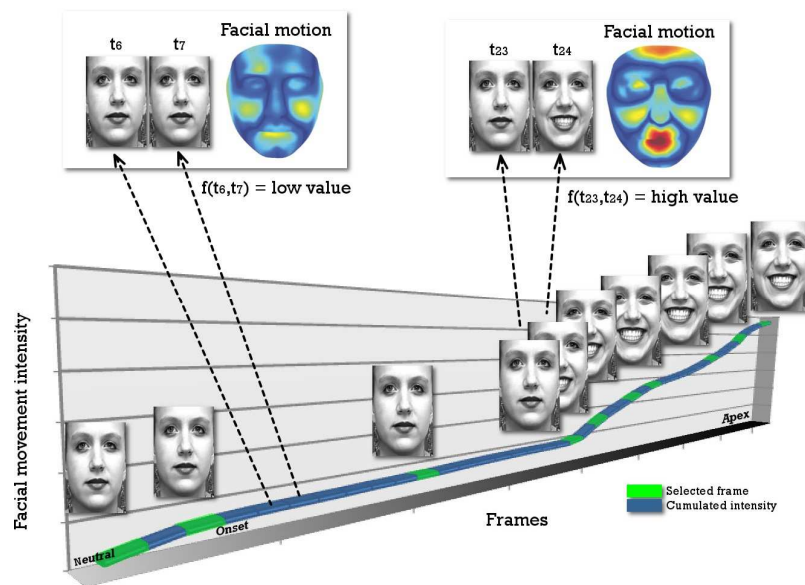 Facial motion
t6 t7
f(t6,t7) = low value
Facial motion
t23 t24
f(t23,t24) = high value
Facial movement intensity
Neutral
Onset
Apex
Frames
Selected frame
Cumulated intensity